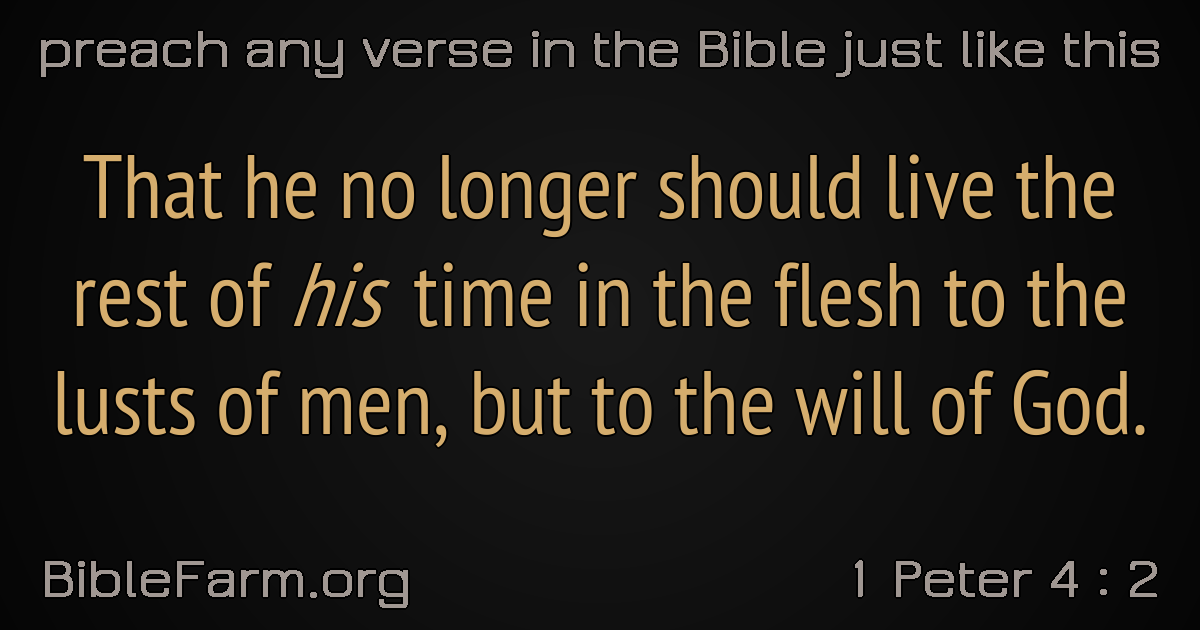 preach any verse in the Bible just like this
That he no longer should live the
rest of his time in the flesh to the
lusts of men, but to the will of God.
BibleFarm.org
1 Peter 4 : 2